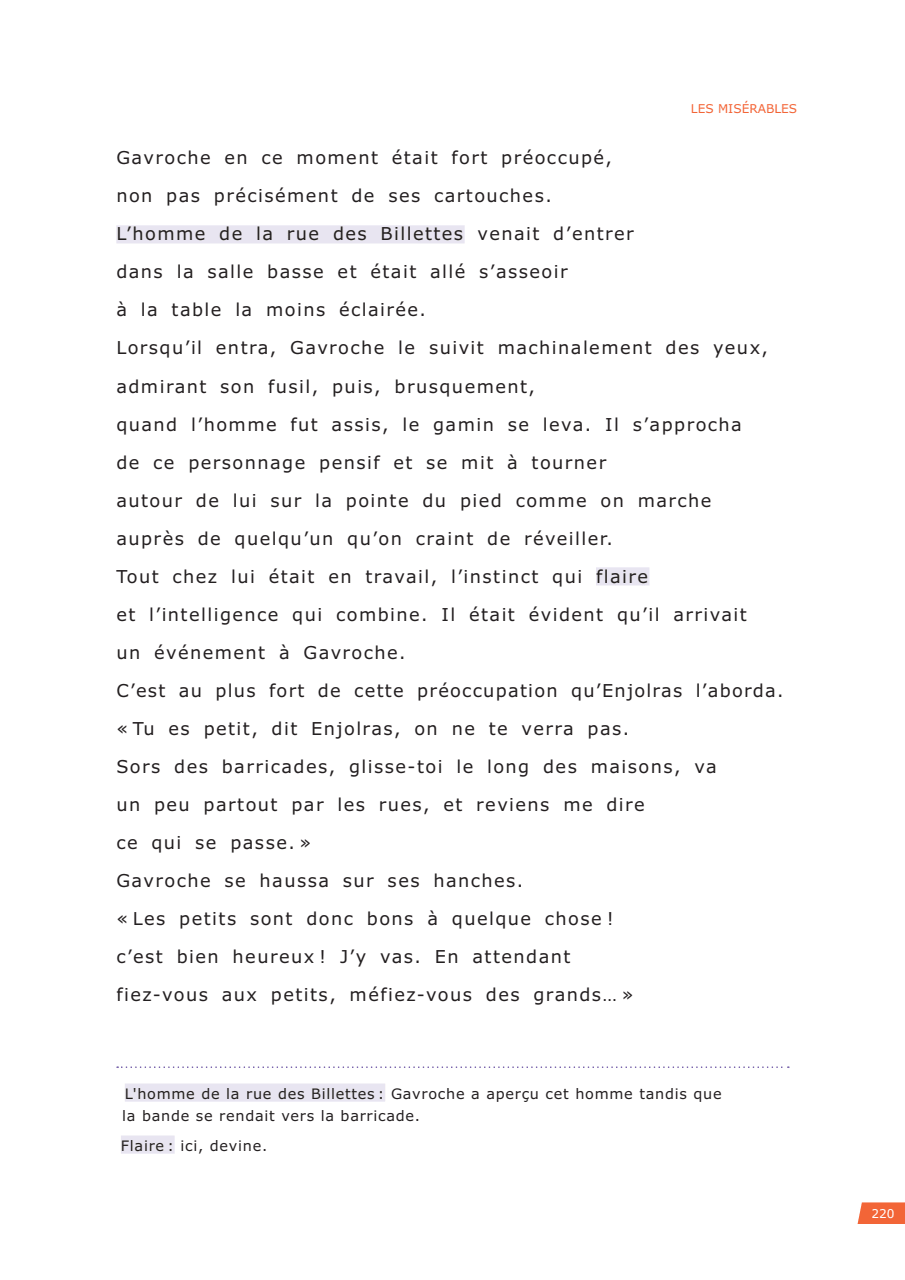 LES MISÉRABLES
Gavroche en ce moment était fort préoccupé,
non pas précisément de ses cartouches.
L’homme de la rue des Billettes venait d’entrer
dans la salle basse et était allé s’asseoir
à la table la moins éclairée.
Lorsqu’il entra, Gavroche le suivit machinalement des yeux,
admirant son fusil, puis, brusquement,
quand l’homme fut assis, le gamin se leva. Il s’approcha
de ce personnage pensif et se mit à tourner
autour de lui sur la pointe du pied comme on marche
auprès de quelqu’un qu’on craint de réveiller.
Tout chez lui était en travail, l’instinct qui flaire
et l’intelligence qui combine. Il était évident qu’il arrivait
un événement à Gavroche.
C’est au plus fort de cette préoccupation qu’Enjolras l’aborda.
« Tu es petit, dit Enjolras, on ne te verra pas.
Sors des barricades, glisse-toi le long des maisons, va
un peu partout par les rues, et reviens me dire
ce qui se passe. »
Gavroche se haussa sur ses hanches.
« Les petits sont donc bons à quelque chose !
c’est bien heureux ! J’y vas. En attendant
fiez-vous aux petits, méfiez-vous des grands… »
L'homme de la rue des Billettes : Gavroche a aperçu cet homme tandis que
la bande se rendait vers la barricade.
Flaire : ici, devine.
220